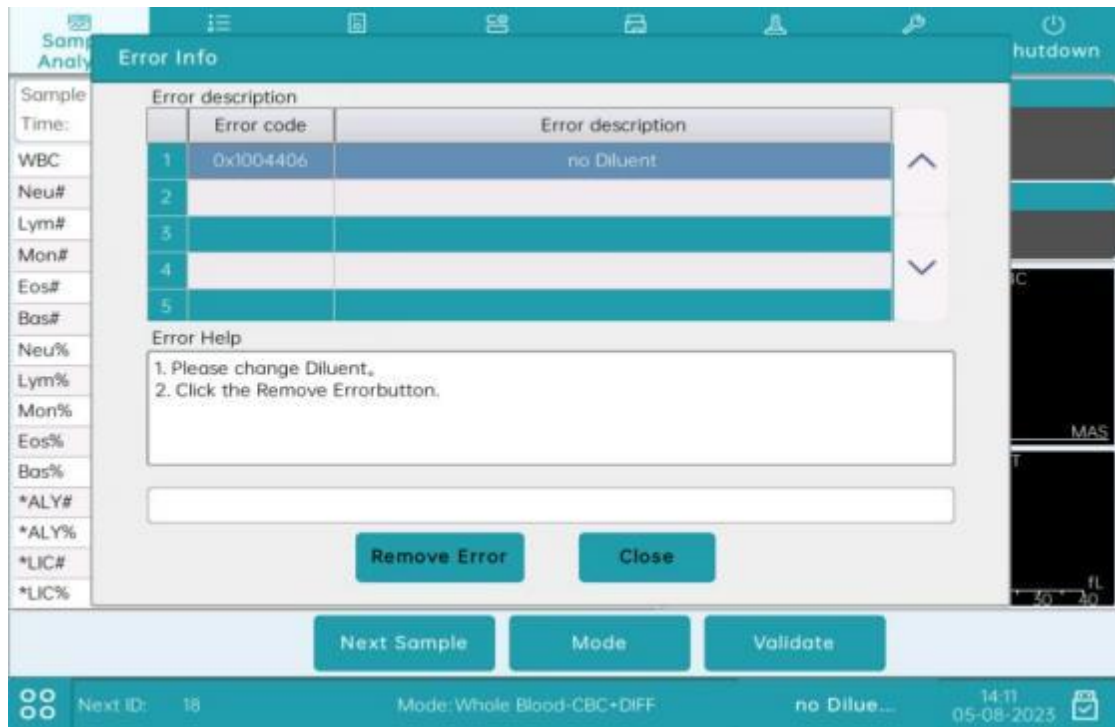 Shutdown
Error Info
Sample
Time:
Error description
Error code Error description
1 0x1004406 no Diluent
2
3
4
5
WBC
Neu#
Lym#
Mon#
Eos#
Bas#
Neu%
Lym%
Mon%
Eos%
Bas%
*ALY#
*ALY%
*LIC#
*LIC%
Error Help
1. Please change Diluent。
2. Click the Remove Errorbutton.
MAS
fL
30 40
Remove Error Close
Next Sample Mode Validate
Next ID: 18 Mode:Whole Blood-CBC+DIFF no Dilue... 14:11
05-08-2023